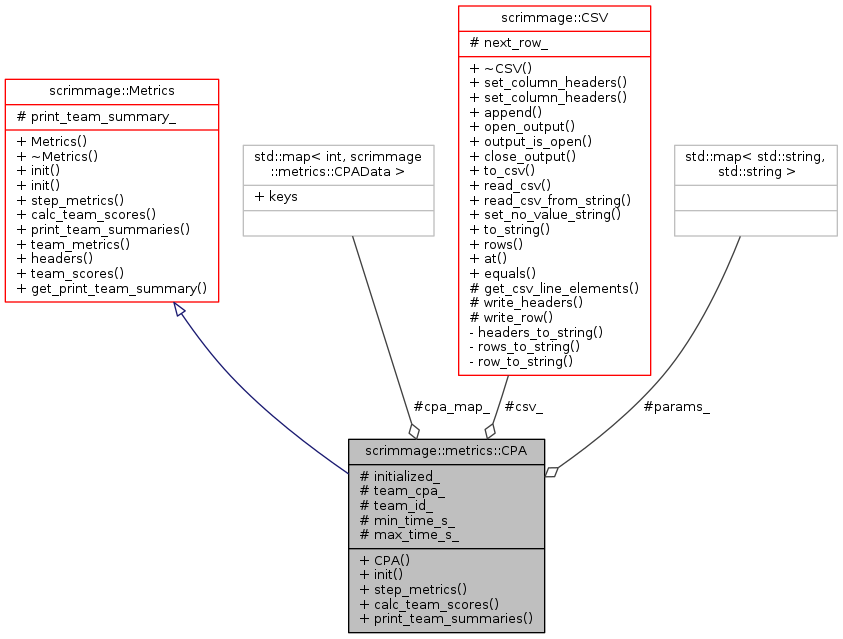 scrimmage::Metrics
# print_team_summary_
+ Metrics()
+ ~Metrics()
+ init()
+ init()
+ step_metrics()
+ calc_team_scores()
+ print_team_summaries()
+ team_metrics()
+ headers()
+ team_scores()
+ get_print_team_summary()
std::map< int, scrimmage
::metrics::CPAData >
+ keys
scrimmage::CSV
# next_row_
+ ~CSV()
+ set_column_headers()
+ set_column_headers()
+ append()
+ open_output()
+ output_is_open()
+ close_output()
+ to_csv()
+ read_csv()
+ read_csv_from_string()
+ set_no_value_string()
+ to_string()
+ rows()
+ at()
+ equals()
# get_csv_line_elements()
# write_headers()
# write_row()
- headers_to_string()
- rows_to_string()
- row_to_string()
std::map< std::string,
std::string >
#cpa_map_
#csv_
#params_
scrimmage::metrics::CPA
# initialized_
# team_cpa_
# team_id_
# min_time_s_
# max_time_s_
+ CPA()
+ init()
+ step_metrics()
+ calc_team_scores()
+ print_team_summaries()